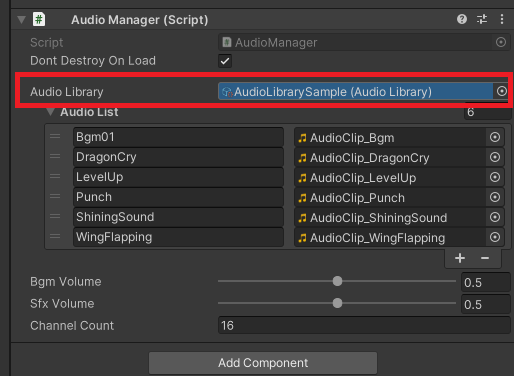 # Audio Manager (Script)
Script AudioManager
Dont Destroy On Load
Audio Library AudioLibrarySample (Audio Library)
Audio List 6
Bgm01 AudioClip_Bgm
DragonCry AudioClip_DragonCry
LevelUp AudioClip_LevelUp
Punch AudioClip_Punch
ShiningSound AudioClip_ShiningSound
WingFlapping AudioClip_WingFlapping
+ −
Bgm Volume 0.5
Sfx Volume 0.5
Channel Count 16
Add Component